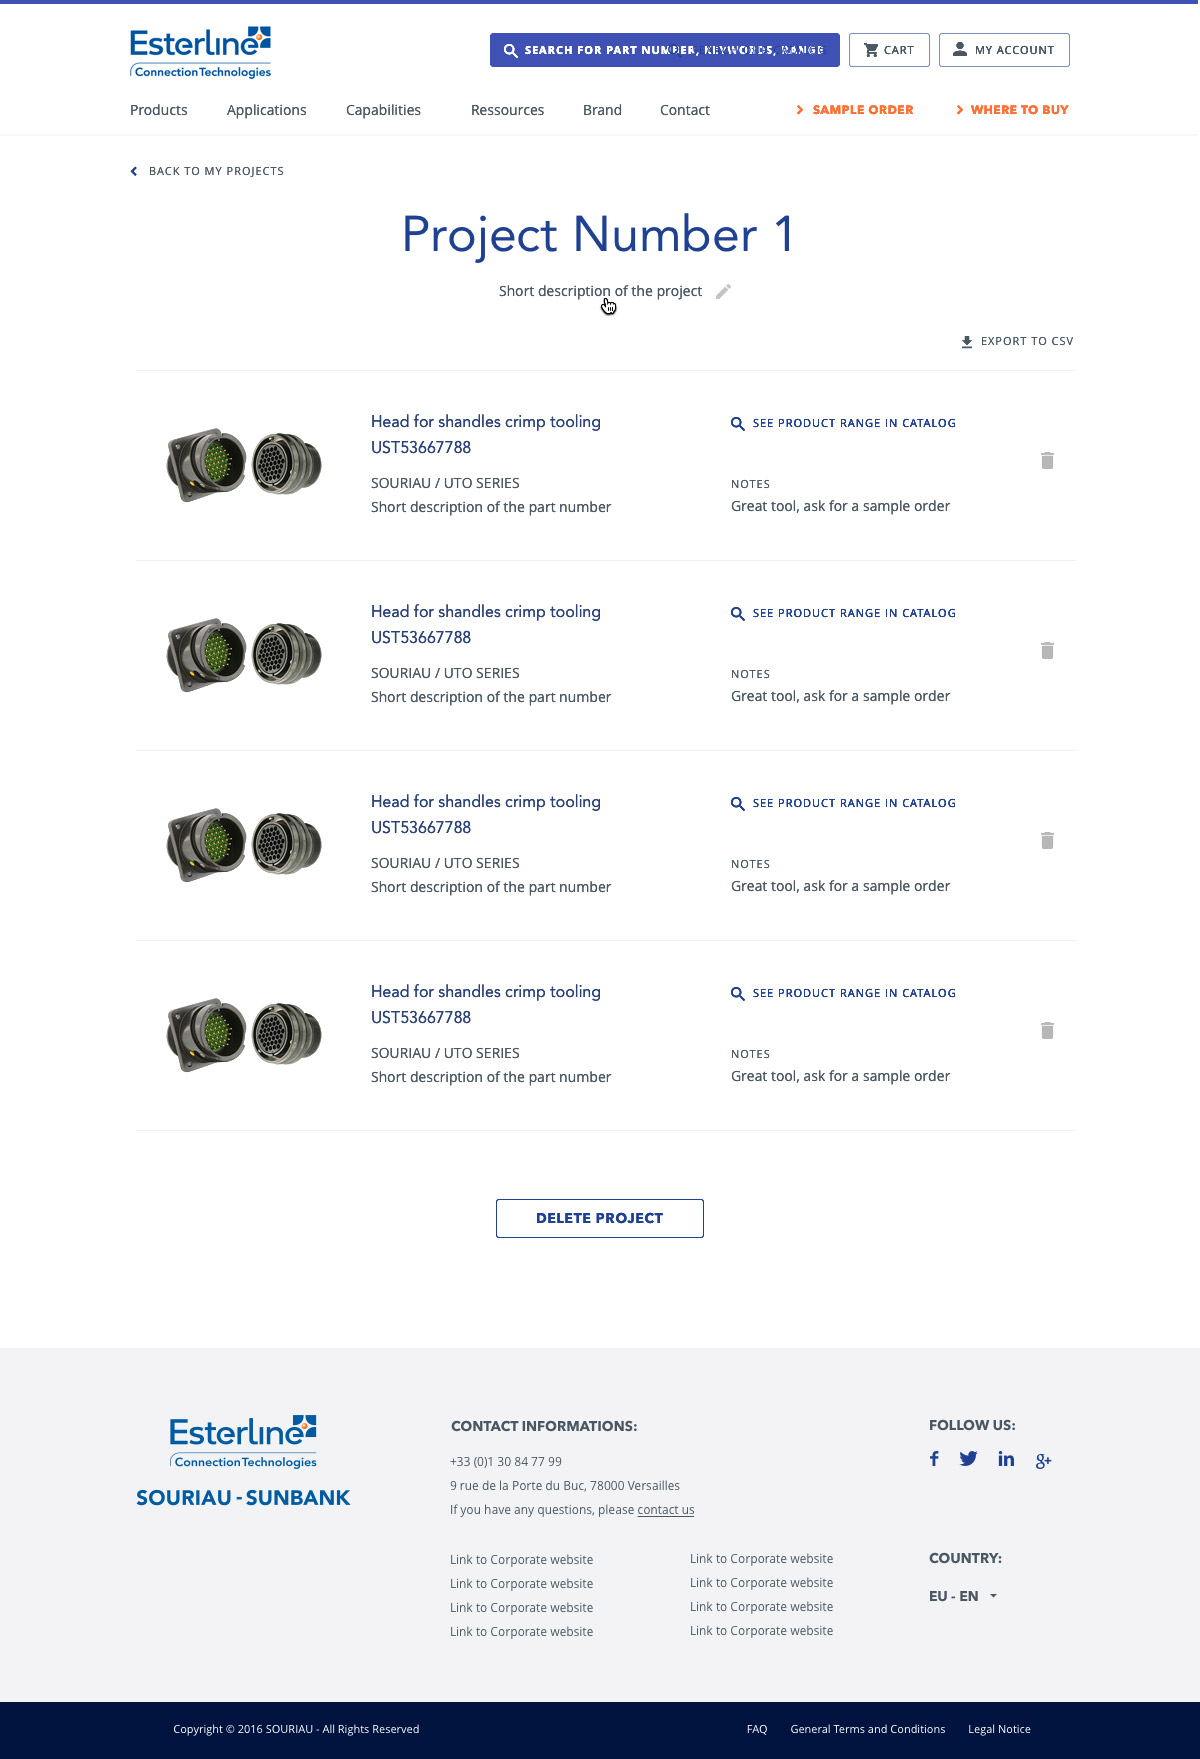 Esterline
Connection Technologies
SEARCH FOR PART NUMBER, KEYWORDS, RANGE
CART
MY ACCOUNT
Products Applications Capabilities Ressources Brand Contact
SAMPLE ORDER
WHERE TO BUY
BACK TO MY PROJECTS
Project Number 1
Short description of the project
EXPORT TO CSV
Head for shandles crimp tooling
UST53667788
SOURIAU / UTO SERIES
Short description of the part number
SEE PRODUCT RANGE IN CATALOG
NOTES
Great tool, ask for a sample order
Head for shandles crimp tooling
UST53667788
SOURIAU / UTO SERIES
Short description of the part number
SEE PRODUCT RANGE IN CATALOG
NOTES
Great tool, ask for a sample order
Head for shandles crimp tooling
UST53667788
SOURIAU / UTO SERIES
Short description of the part number
SEE PRODUCT RANGE IN CATALOG
NOTES
Great tool, ask for a sample order
Head for shandles crimp tooling
UST53667788
SOURIAU / UTO SERIES
Short description of the part number
SEE PRODUCT RANGE IN CATALOG
NOTES
Great tool, ask for a sample order
DELETE PROJECT
Esterline
Connection Technologies
SOURIAU - SUNBANK
CONTACT INFORMATIONS:
+33 (0)1 30 84 77 99
9 rue de la Porte du Buc, 78000 Versailles
If you have any questions, please contact us
Link to Corporate website
Link to Corporate website
Link to Corporate website
Link to Corporate website
Link to Corporate website
Link to Corporate website
Link to Corporate website
Link to Corporate website
FOLLOW US:
COUNTRY:
EU - EN
Copyright © 2016 SOURIAU - All Rights Reserved
FAQ General Terms and Conditions Legal Notice